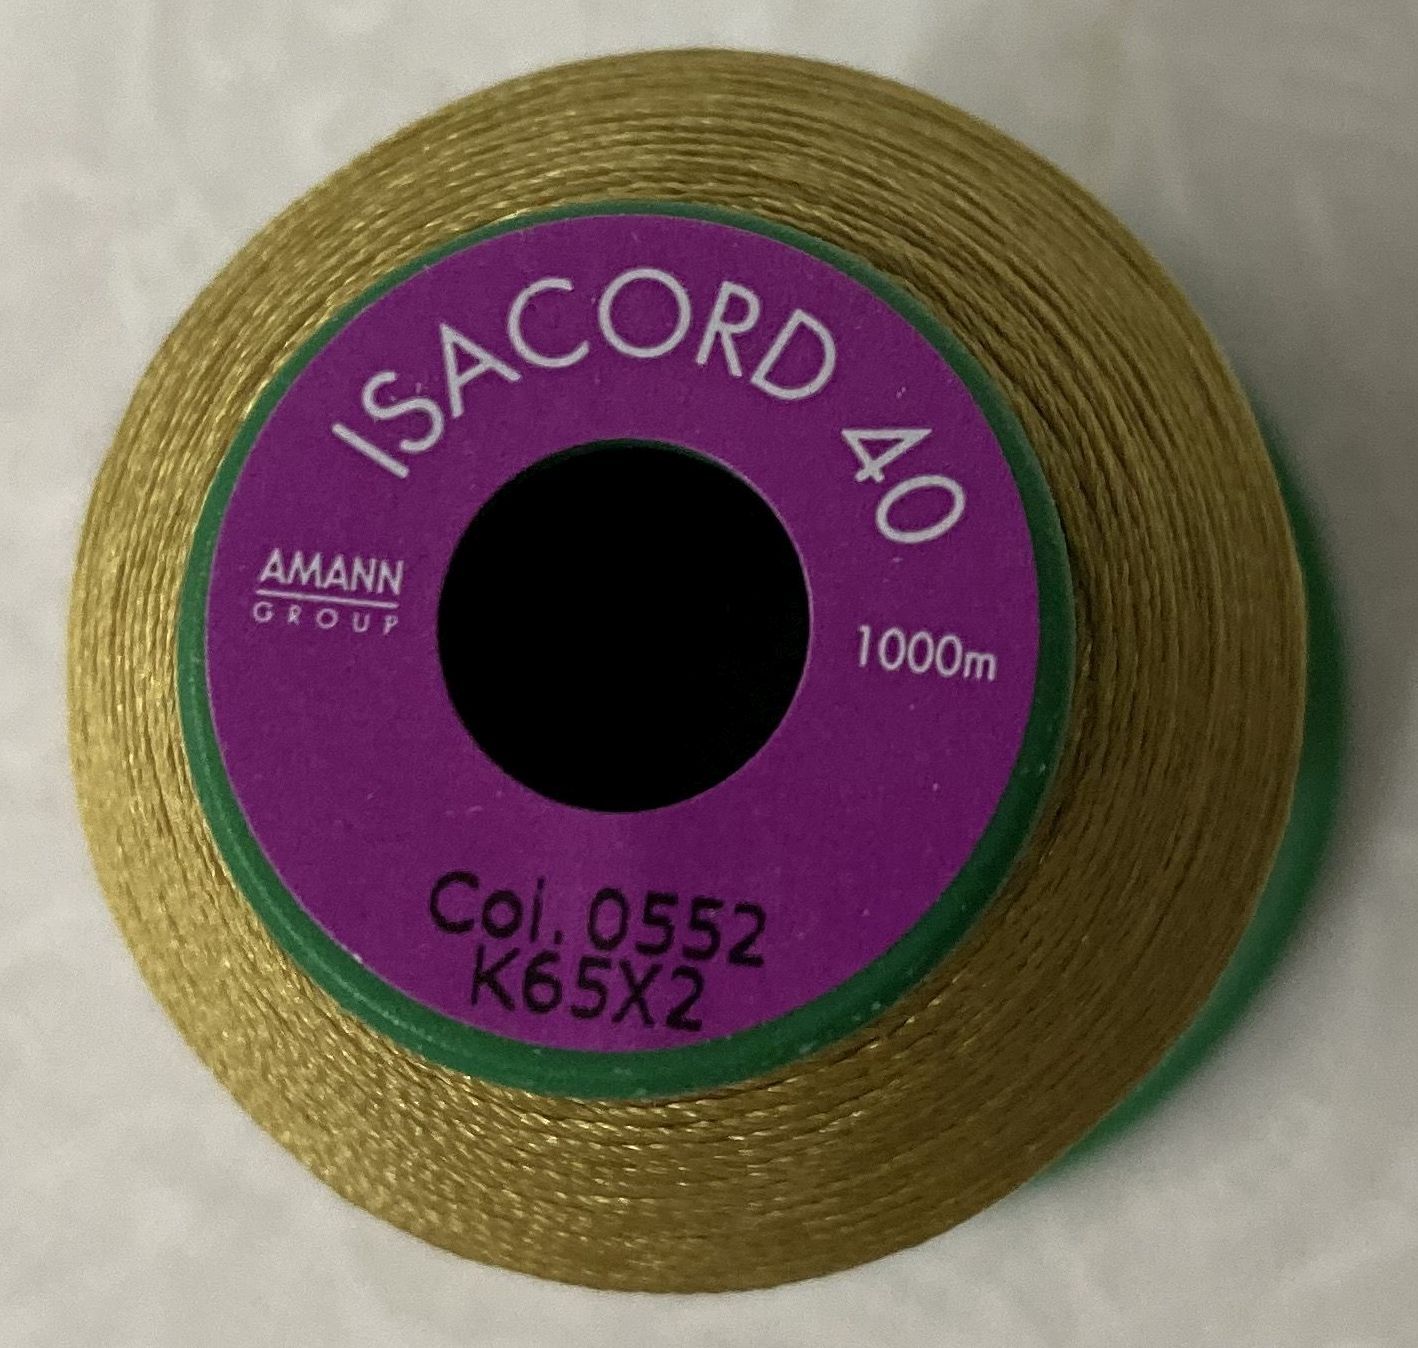 ISACORD 40
AMANN
GROUP
1000m
Col. 0552
K65X2